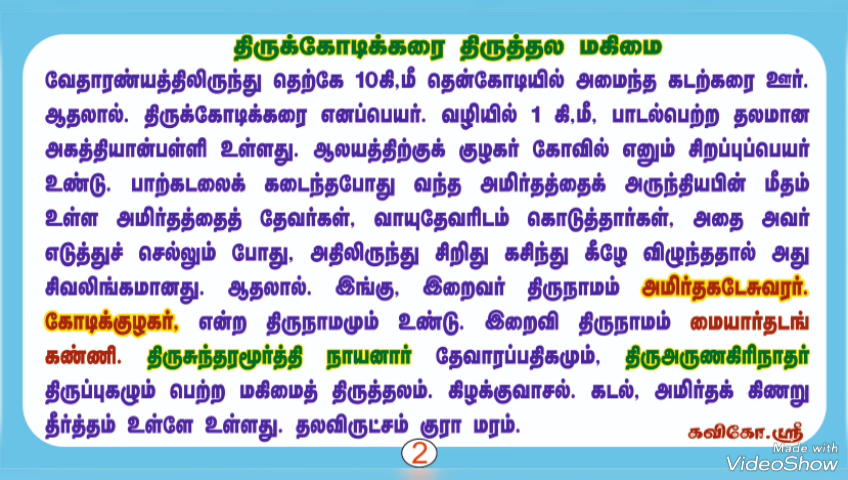 திருக்கோடிக்கரை திருத்தல மகிமை
வேதாரண்யத்திலிருந்து தெற்கே 10கி,மீ தென்கோடியில் அமைந்த கடற்கரை ஊர்.
ஆதலால். திருக்கோடிக்கரை எனப்பெயர். வழியில் 1 கி,மீ, பாடல்பெற்ற தலமான
அகத்தியான்பள்ளி உள்ளது. ஆலயத்திற்குக் குழகர் கோவில் எனும் சிறப்புப்பெயர்
உண்டு. பாற்கடலைக் கடைந்தபோது வந்த அமிர்தத்தைக் அருந்தியபின் மீதம்
உள்ள அமிர்தத்தைத் தேவர்கள், வாயுதேவரிடம் கொடுத்தார்கள், அதை அவர்
எடுத்துச் செல்லும் போது, அதிலிருந்து சிறிது கசிந்து கீழே விழுந்ததால் அது
சிவலிங்கமானது. ஆதலால். இங்கு, இறைவர் திருநாமம் அமிர்தகடேசுவரர்.
கோடிக்குழகர், என்ற திருநாமமும் உண்டு. இறைவி திருநாமம் மையார்தடங்
கண்ணி. திருசுந்தரமூர்த்தி நாயனார் தேவாரப்பதிகமும், திருஅருணகிரிநாதர்
திருப்புகழும் பெற்ற மகிமைத் திருத்தலம். கிழக்குவாசல். கடல், அமிர்தக் கிணறு
தீர்த்தம் உள்ளே உள்ளது. தலவிருட்சம் குரா மரம்.
கவிகோ.ஸ்ரீ
2
Made with
VideoShow